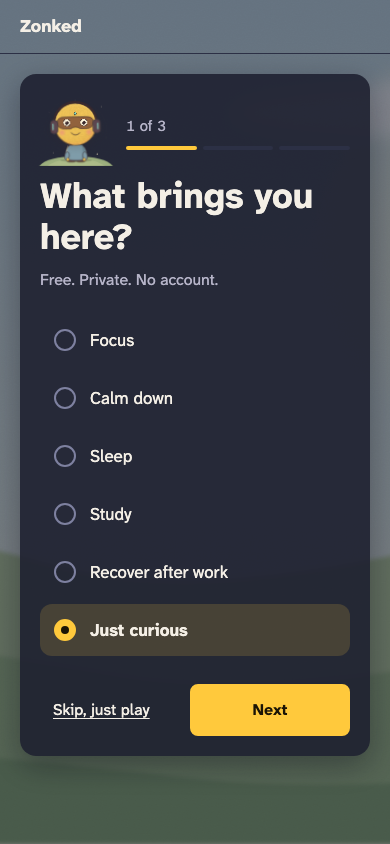 Zonked
1 of 3
What brings you
here?
Free. Private. No account.
Focus
Calm down
Sleep
Study
Recover after work
Just curious
Skip, just play
Next